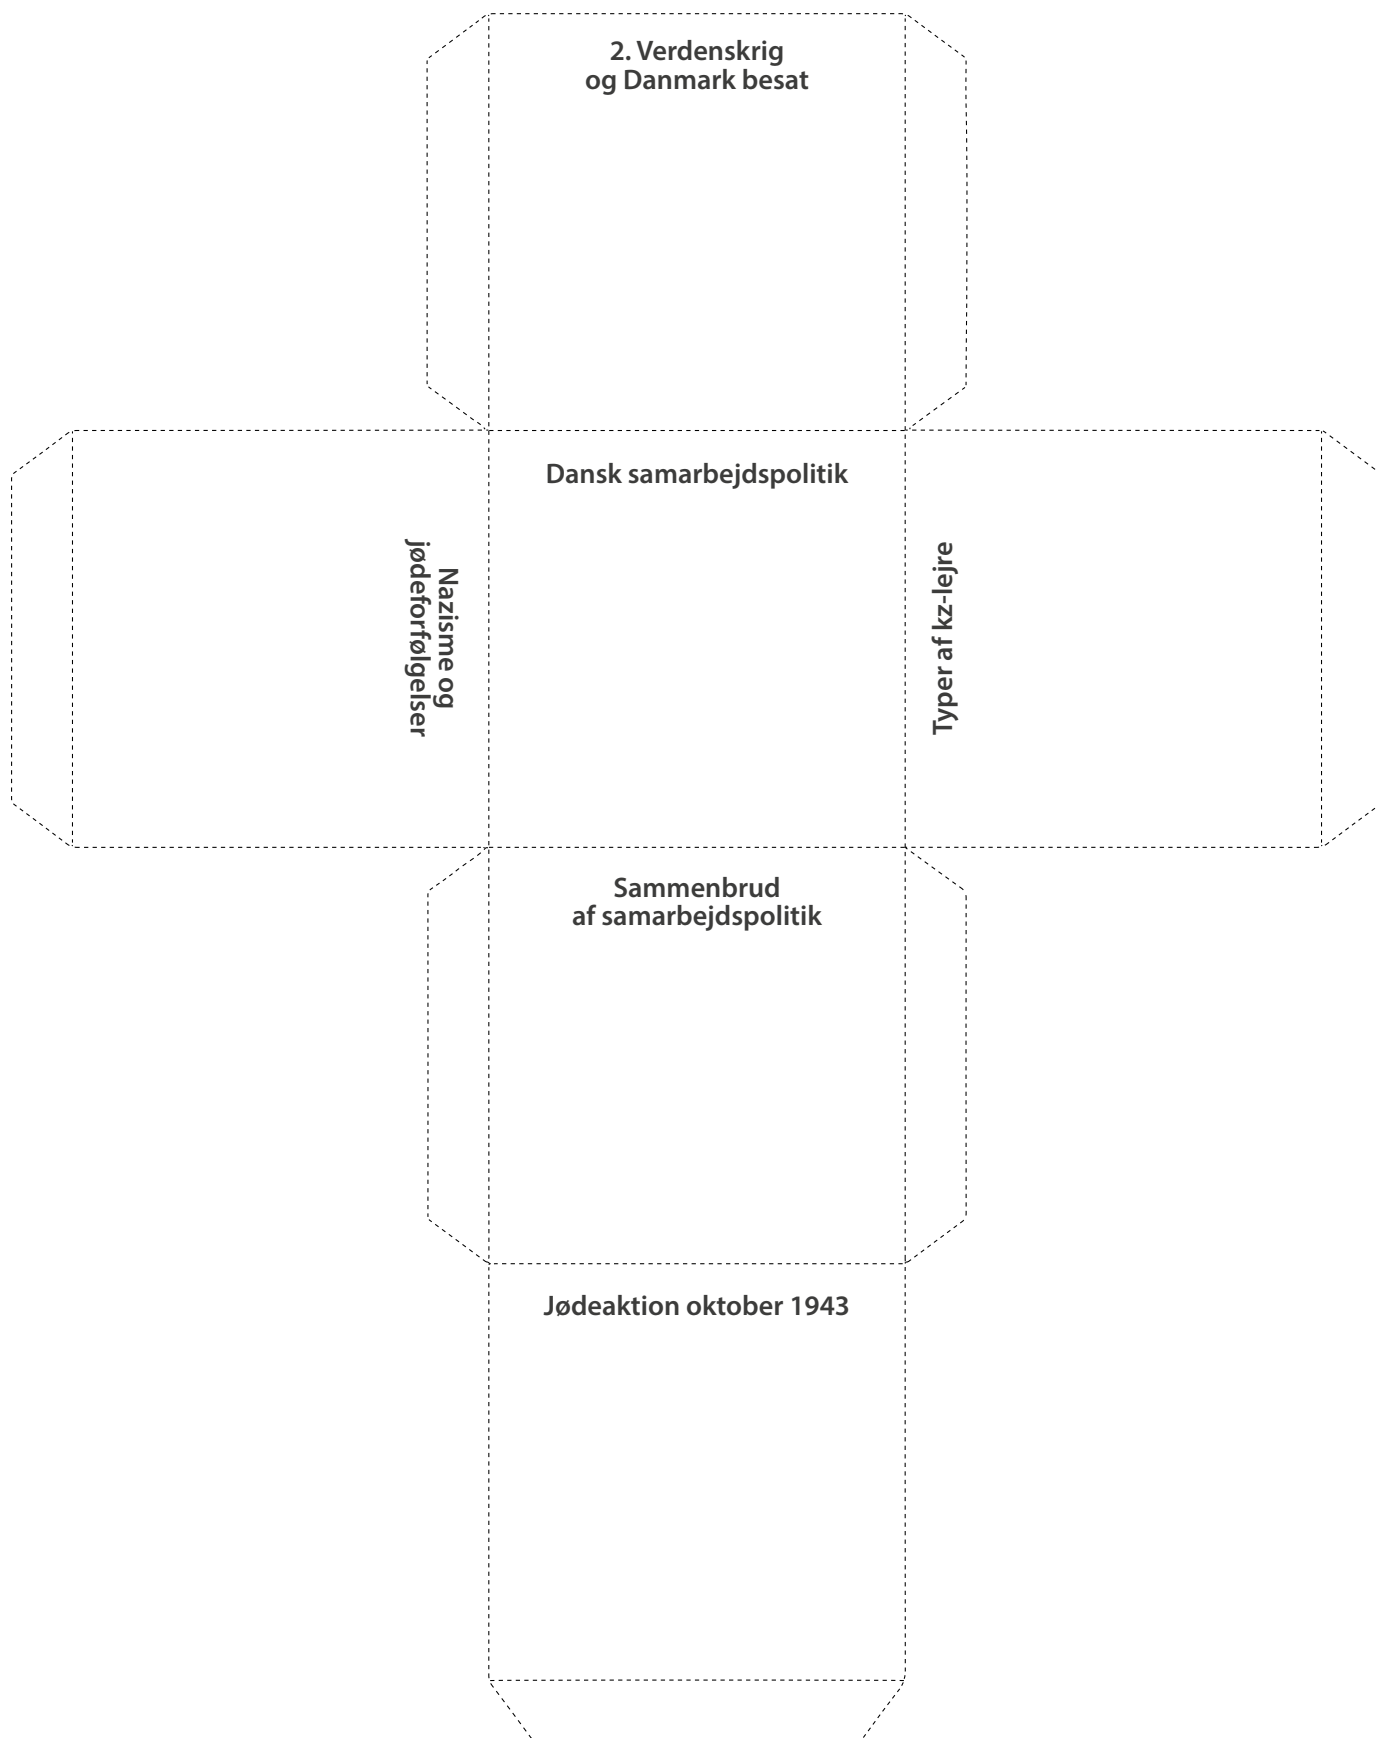 2. Verdenskrig
og Danmark besat
Dansk samarbejdspolitik
Nazisme og
jødeforfølgelser
Typer af kz-lejre
Sammenbrud
af samarbejdspolitik
Jødeaktion oktober 1943